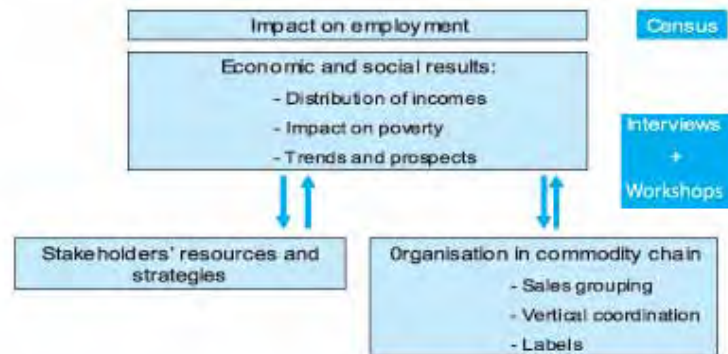 Impact on employment
Census
Economic and social results:
- Distribution of incomes
- Impact on poverty
- Trends and prospects
Interviews
+
Workshops
Stakeholders' resources and
strategies
Organisation in commodity chain
- Sales grouping
- Vertical coordination
- Labels